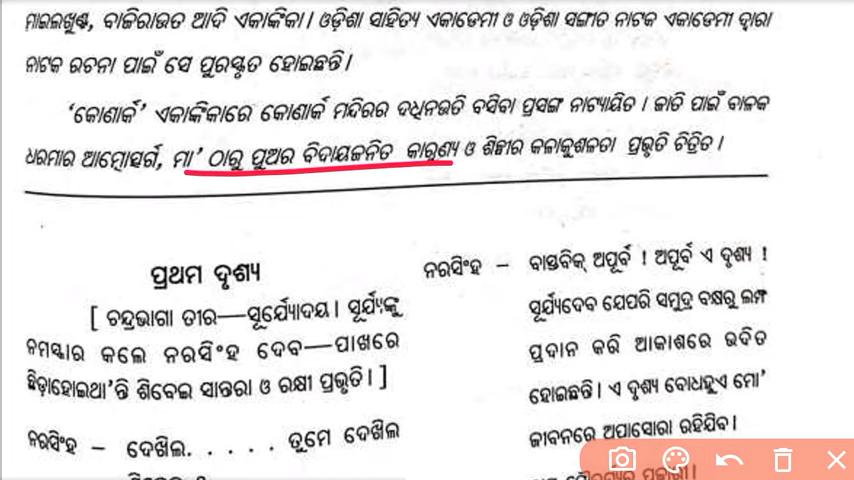 ମାଇଲଖୁଣ୍ଟ, ବାଜିରାଉତ ଆଦି ଏକାଙ୍କିକା । ଓଡ଼ିଶା ସାହିତ୍ୟ ଏକାଡେମୀ ଓ ଓଡ଼ିଶା ସଙ୍ଗୀତ ନାଟକ ଏକାଡେମୀ ଦ୍ୱାରା
ନାଟକ ରଚନା ପାଇଁ ସେ ପୁରସ୍କୃତ ହୋଇଛନ୍ତି ।
‘କୋଣାର୍କ’ ଏକାଙ୍କିକାରେ କୋଣାର୍କ ମନ୍ଦିରର ଦଧିନଉତି ବସିବା ପ୍ରସଙ୍ଗ ନାଟ୍ୟାୟିତ । ଜାତି ପାଇଁ ବାଳକ
ଧରମାର ଆତ୍ମୋତ୍ସର୍ଗ, ମା’ ଠାରୁ ପୁଅର ବିଦାୟଜନିତ କାରୁଣ୍ୟ ଓ ଶିଳ୍ପୀର କଳାକୁଶଳତା ପ୍ରଭୃତି ଚିତ୍ରିତ ।
ପ୍ରଥମ ଦୃଶ୍ୟ
[ ଚନ୍ଦ୍ରଭାଗା ତୀର—ସୂର୍ଯ୍ୟୋଦୟ । ସୂର୍ଯ୍ୟଙ୍କୁ
ନମସ୍କାର କଲେ ନରସିଂହ ଦେବ—ପାଖରେ
ଛିଡ଼ାହୋଇଥା’ନ୍ତି ଶିବେଇ ସାନ୍ତରା ଓ ରକ୍ଷୀ ପ୍ରଭୃତି । ]
ନରସିଂହ – ଦେଖିଲ. . . . . ତୁମେ ଦେଖିଲ
ନରସିଂହ – ବାସ୍ତବିକ୍ ଅପୂର୍ବ ! ଅପୂର୍ବ ଏ ଦୃଶ୍ୟ !
ସୂର୍ଯ୍ୟଦେବ ଯେପରି ସମୁଦ୍ର ବକ୍ଷରୁ ଲମ୍ଫ
ପ୍ରଦାନ କରି ଆକାଶରେ ଉଦିତ
ହୋଇଛନ୍ତି । ଏ ଦୃଶ୍ୟ ବୋଧହୁଏ ମୋ’
ଜୀବନରେ ଅପାସୋରା ରହିଯିବ ।